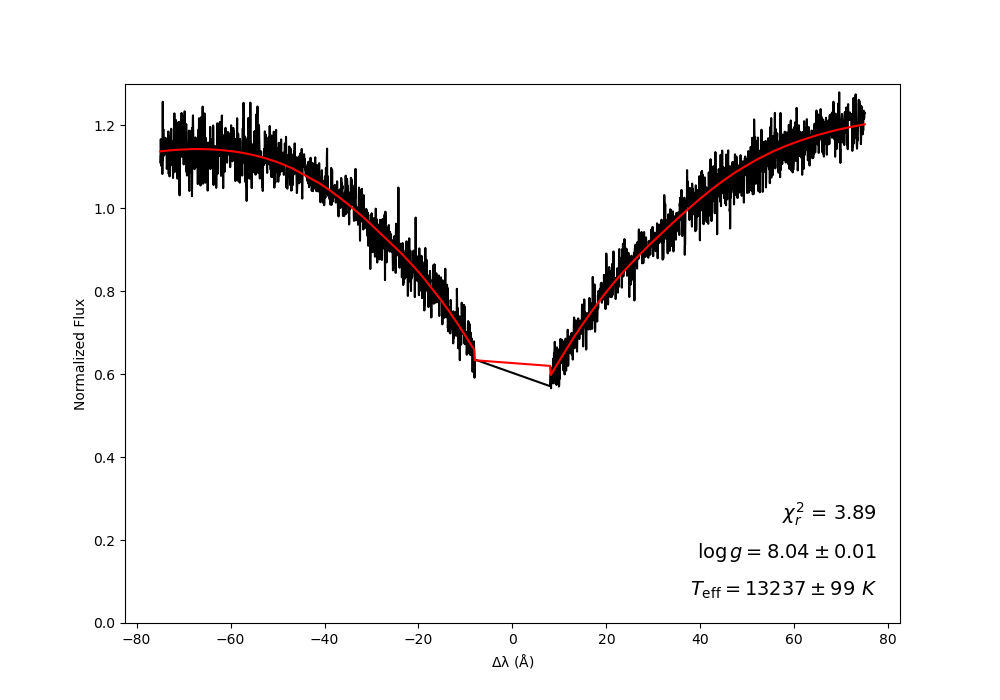 1.2
1.0
0.8
0.6
0.4
0.2
0.0
Normalized Flux
χ²ᵣ = 3.89
log g = 8.04 ± 0.01
T_eff = 13237 ± 99 K
−80 −60 −40 −20 0 20 40 60 80
Δλ (Å)